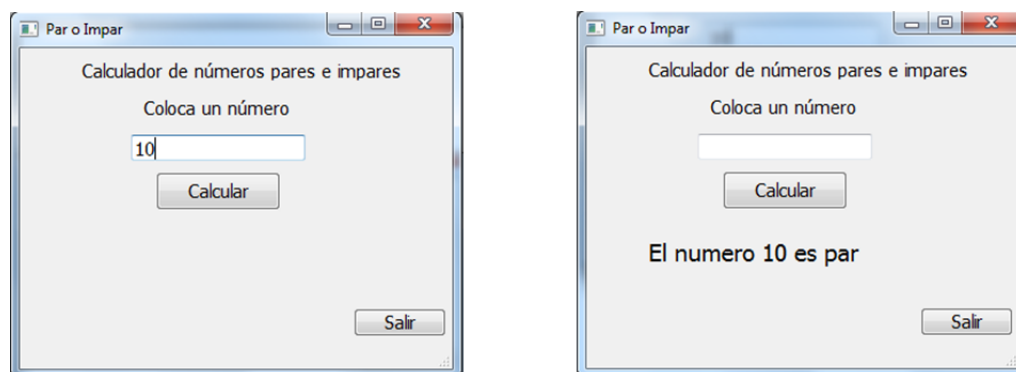 Par o Impar
Calculador de números pares e impares
Coloca un número
10
Calcular
Salir
Par o Impar
Calculador de números pares e impares
Coloca un número
Calcular
El numero 10 es par
Salir